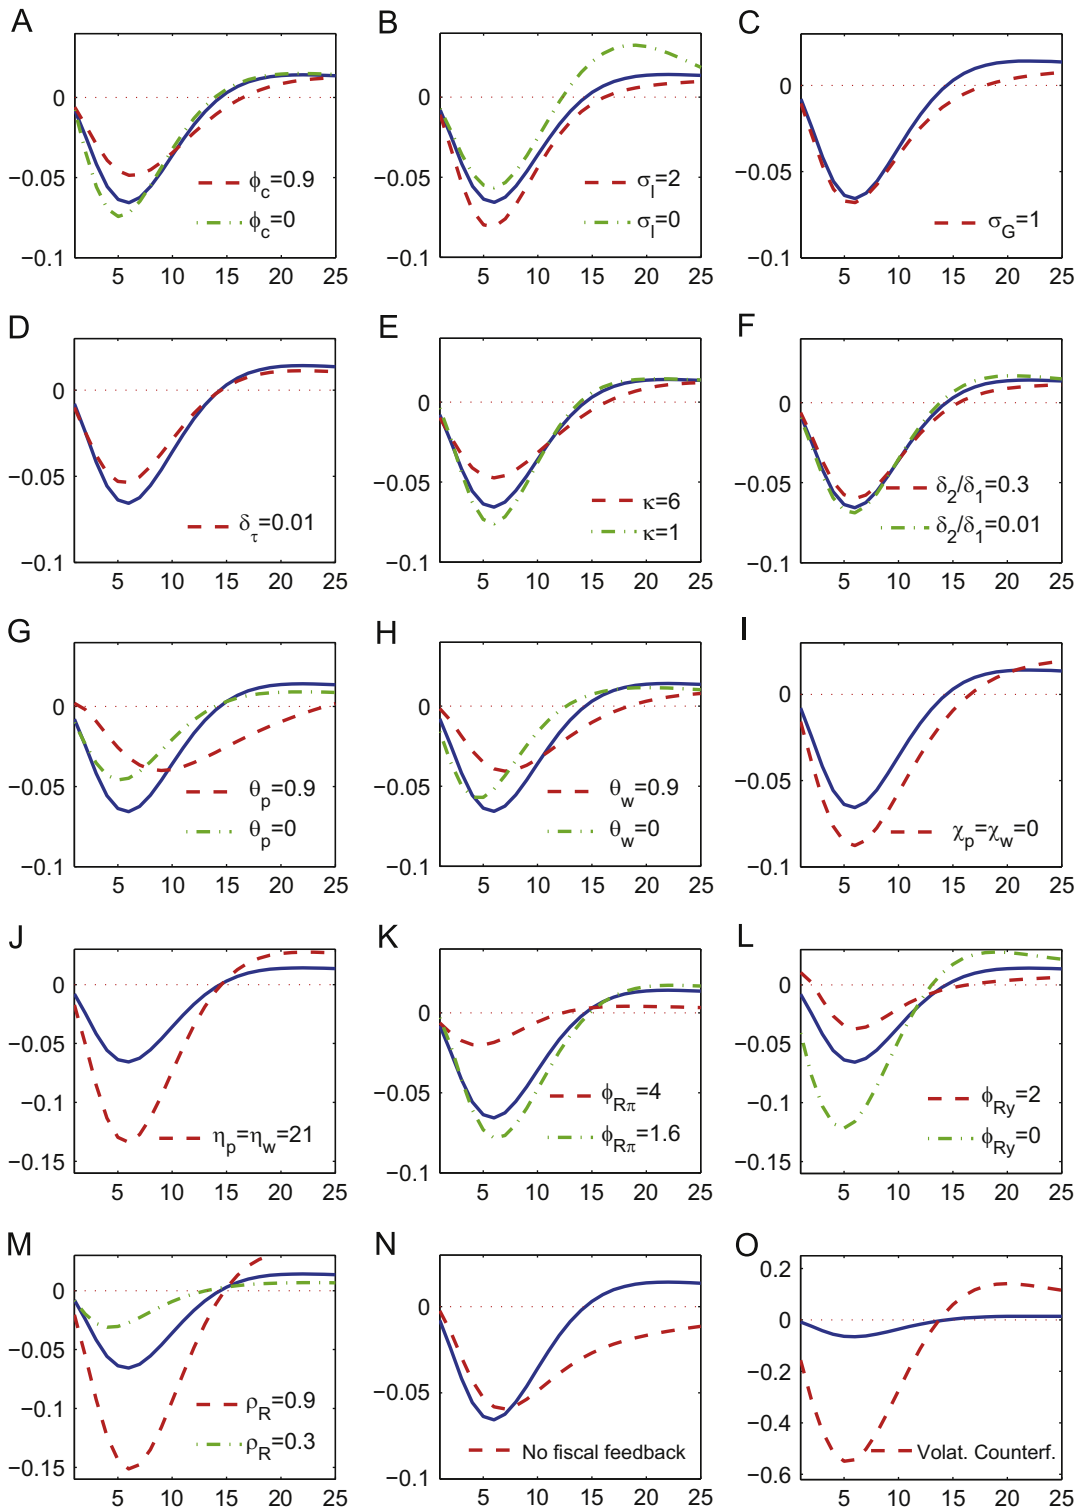 A
0
−0.05
−0.1
ϕc=0.9
ϕc=0
5 10 15 20 25
B
0
−0.05
−0.1
σl=2
σl=0
5 10 15 20 25
C
0
−0.05
−0.1
σG=1
5 10 15 20 25
D
0
−0.05
−0.1
δτ=0.01
5 10 15 20 25
E
0
−0.05
−0.1
κ=6
κ=1
5 10 15 20 25
F
0
−0.05
−0.1
δ2/δ1=0.3
δ2/δ1=0.01
5 10 15 20 25
G
0
−0.05
−0.1
θp=0.9
θp=0
5 10 15 20 25
H
0
−0.05
−0.1
θw=0.9
θw=0
5 10 15 20 25
I
0
−0.05
−0.1
χp=χw=0
5 10 15 20 25
J
0
−0.05
−0.1
−0.15
ηp=ηw=21
5 10 15 20 25
K
0
−0.05
−0.1
ϕRπ=4
ϕRπ=1.6
5 10 15 20 25
L
0
−0.05
−0.1
−0.15
ϕRy=2
ϕRy=0
5 10 15 20 25
M
0
−0.05
−0.1
−0.15
ρR=0.9
ρR=0.3
5 10 15 20 25
N
0
−0.05
−0.1
No fiscal feedback
5 10 15 20 25
O
0.2
0
−0.2
−0.4
−0.6
Volat. Counterf.
5 10 15 20 25